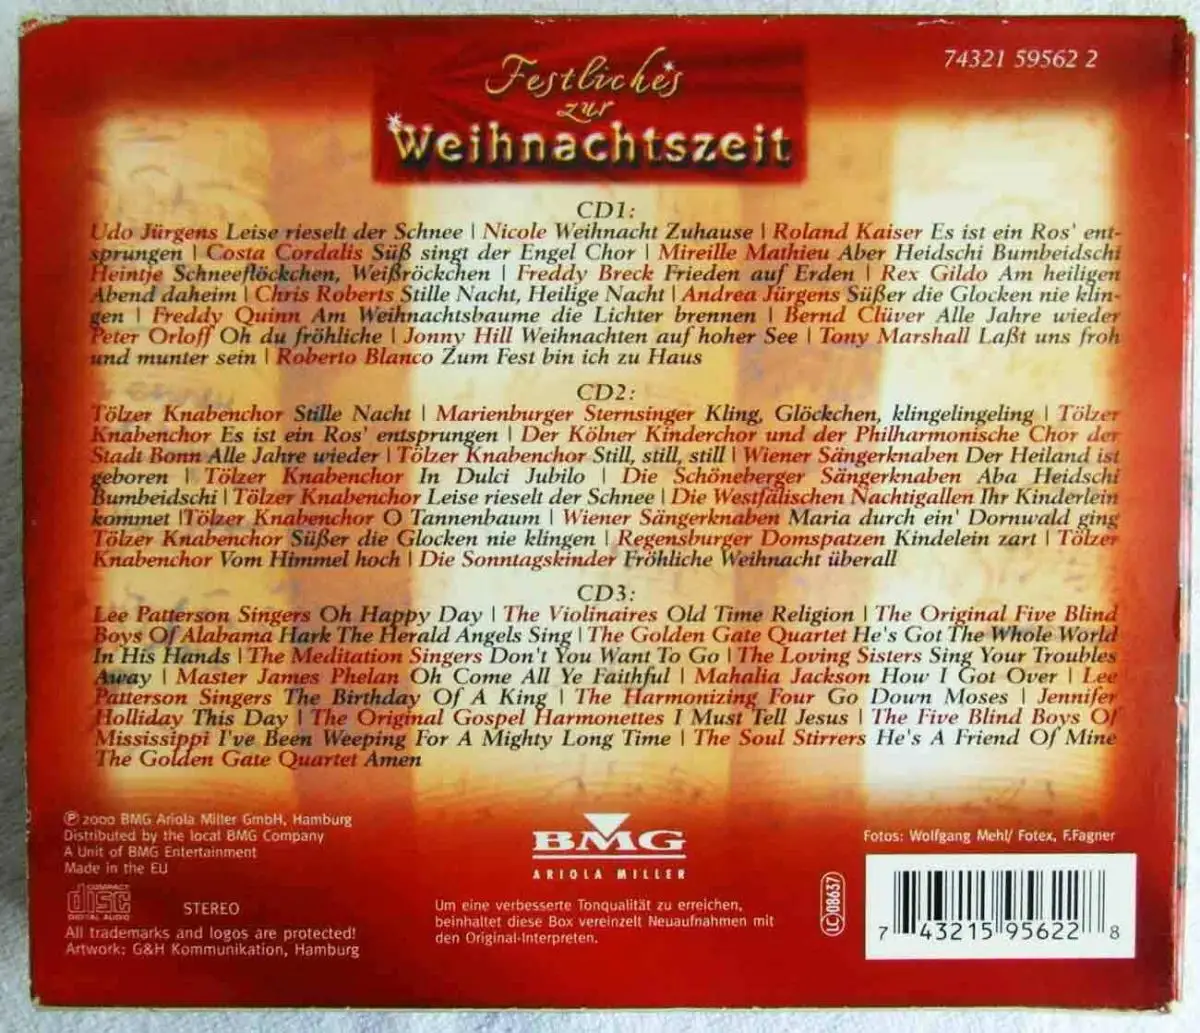 74321 59562 2
Festliches
zur
Weihnachtszeit
CD1:
Udo Jürgens Leise rieselt der Schnee | Nicole Weihnacht Zuhause | Roland Kaiser Es ist ein Ros' ent-
sprungen | Costa Cordalis Süß singt der Engel Chor | Mireille Mathieu Aber Heidschi Bumbeidschi
Heintje Schneeflöckchen, Weißröckchen | Freddy Breck Frieden auf Erden | Rex Gildo Am heiligen
Abend daheim | Chris Roberts Stille Nacht, Heilige Nacht | Andrea Jürgens Süßer die Glocken nie klin-
gen | Freddy Quinn Am Weihnachtsbaume die Lichter brennen | Bernd Clüver Alle Jahre wieder
Peter Orloff Oh du fröhliche | Jonny Hill Weihnachten auf hoher See | Tony Marshall Laßt uns froh
und munter sein | Roberto Blanco Zum Fest bin ich zu Haus
CD2:
Tölzer Knabenchor Stille Nacht | Marienburger Sternsinger Kling, Glöckchen, klingelingeling | Tölzer
Knabenchor Es ist ein Ros' entsprungen | Der Kölner Kinderchor und der Philharmonische Chor der
Stadt Bonn Alle Jahre wieder | Tölzer Knabenchor Still, still, still | Wiener Sängerknaben Der Heiland ist
geboren | Tölzer Knabenchor In Dulci Jubilo | Die Schöneberger Sängerknaben Aba Heidschi
Bumbeidschi | Tölzer Knabenchor Leise rieselt der Schnee | Die Westfälischen Nachtigallen Ihr Kinderlein
kommet | Tölzer Knabenchor O Tannenbaum | Wiener Sängerknaben Maria durch ein' Dornwald ging
Tölzer Knabenchor Süßer die Glocken nie klingen | Regensburger Domspatzen Kindelein zart | Tölzer
Knabenchor Vom Himmel hoch | Die Sonntagskinder Fröhliche Weihnacht überall
CD3:
Lee Patterson Singers Oh Happy Day | The Violinaires Old Time Religion | The Original Five Blind
Boys Of Alabama Hark The Herald Angels Sing | The Golden Gate Quartet He's Got The Whole World
In His Hands | The Meditation Singers Don't You Want To Go | The Loving Sisters Sing Your Troubles
Away | Master James Phelan Oh Come All Ye Faithful | Mahalia Jackson How I Got Over | Lee
Patterson Singers The Birthday Of A King | The Harmonizing Four Go Down Moses | Jennifer
Holliday This Day | The Original Gospel Harmonettes I Must Tell Jesus | The Five Blind Boys Of
Mississippi I've Been Weeping For A Mighty Long Time | The Soul Stirrers He's A Friend Of Mine
The Golden Gate Quartet Amen
℗ 2000 BMG Ariola Miller GmbH, Hamburg
Distributed by the local BMG Company
A Unit of BMG Entertainment
Made in the EU
COMPACT
disc
DIGITAL AUDIO
STEREO
All trademarks and logos are protected!
Artwork: G&H Kommunikation, Hamburg
BMG
ARIOLA MILLER
Um eine verbesserte Tonqualität zu erreichen,
beinhaltet diese Box vereinzelt Neuaufnahmen mit
den Original-Interpreten.
Fotos: Wolfgang Mehl/ Fotex, F.Fagner
LC 08637
7 43215 95622 8